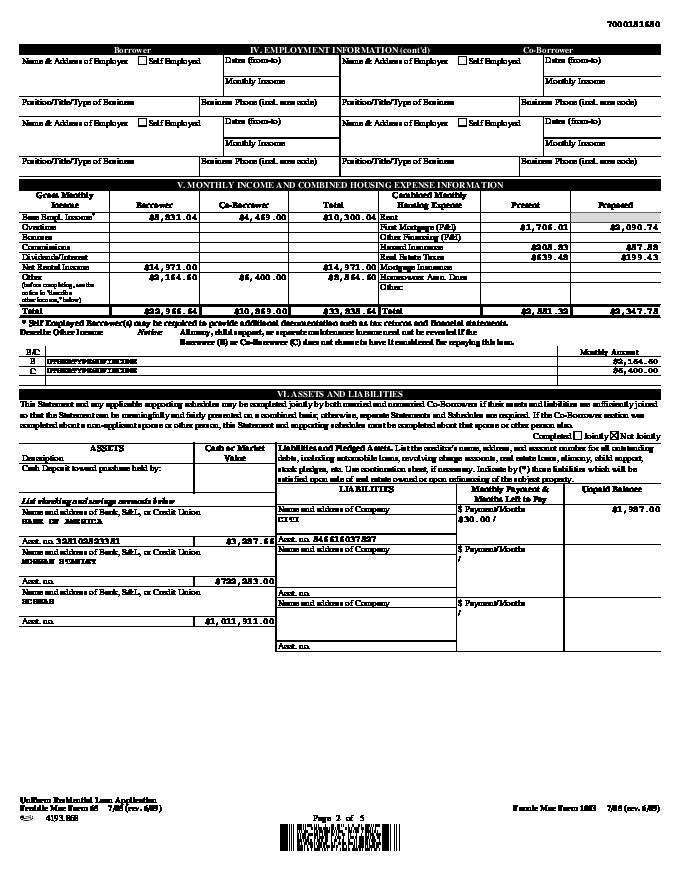 7000181680
Borrower IV. EMPLOYMENT INFORMATION (cont'd) Co-Borrower
Name & Address of Employer Self Employed Dates (from-to) Name & Address of Employer Self Employed Dates (from-to)
Monthly Income Monthly Income
Position/Title/Type of Business Business Phone (incl. area code) Position/Title/Type of Business Business Phone (incl. area code)
Name & Address of Employer Self Employed Dates (from-to) Name & Address of Employer Self Employed Dates (from-to)
Monthly Income Monthly Income
Position/Title/Type of Business Business Phone (incl. area code) Position/Title/Type of Business Business Phone (incl. area code)
V. MONTHLY INCOME AND COMBINED HOUSING EXPENSE INFORMATION
Gross Monthly Income Borrower Co-Borrower Total Combined Monthly Housing Expense Present Proposed
Base Empl. Income* $5,831.04 $4,469.00 $10,300.04 Rent
Overtime First Mortgage (P&I) $1,706.01 $2,090.74
Bonuses Other Financing (P&I)
Commissions Hazard Insurance $205.83 $57.58
Dividends/Interest Real Estate Taxes $639.48 $199.43
Net Rental Income $14,971.00 $14,971.00 Mortgage Insurance
Other $2,164.60 $6,400.00 $8,564.60 Homeowner Assn. Dues
(before completing, see the notice in "describe other income," below) Other:
Total $22,966.64 $10,869.00 $33,835.64 Total $2,551.32 $2,347.75
* Self Employed Borrower(s) may be required to provide additional documentation such as tax returns and financial statements.
Describe Other Income Notice: Alimony, child support, or separate maintenance income need not be revealed if the
Borrower (B) or Co-Borrower (C) does not choose to have it considered for repaying this loan.
B/C Monthly Amount
B OTHERTYPESOFINCOME $2,164.60
C OTHERTYPESOFINCOME $6,400.00
VI. ASSETS AND LIABILITIES
This Statement and any applicable supporting schedules may be completed jointly by both married and unmarried Co-Borrowers if their assets and liabilities are sufficiently joined
so that the Statement can be meaningfully and fairly presented on a combined basis; otherwise, separate Statements and Schedules are required. If the Co-Borrower section was
completed about a non-applicant spouse or other person, this Statement and supporting schedules must be completed about that spouse or other person also.
Completed Jointly Not Jointly
ASSETS Cash or Market Value Liabilities and Pledged Assets. List the creditor's name, address, and account number for all outstanding
Description debts, including automobile loans, revolving charge accounts, real estate loans, alimony, child support,
Cash Deposit toward purchase held by: stock pledges, etc. Use continuation sheet, if necessary. Indicate by (*) those liabilities which will be
satisfied upon sale of real estate owned or upon refinancing of the subject property.
LIABILITIES Monthly Payment & Months Left to Pay Unpaid Balance
List checking and savings accounts below
Name and address of Bank, S&L, or Credit Union Name and address of Company $ Payment/Months $1,987.00
BANK OF AMERICA CITI $30.00 /
Acct. no. $3,287.66 Acct. no.
Name and address of Bank, S&L, or Credit Union Name and address of Company $ Payment/Months
MORGAN STANLEY /
Acct. no. $722,283.00 Acct. no.
Name and address of Bank, S&L, or Credit Union Name and address of Company $ Payment/Months
SCHWAB /
Acct. no. $1,011,911.00
Acct. no.
Uniform Residential Loan Application
Freddie Mac Form 65 7/05 (rev. 6/09) Fannie Mae Form 1003 7/05 (rev. 6/09)
4193.868 Page 2 of 5